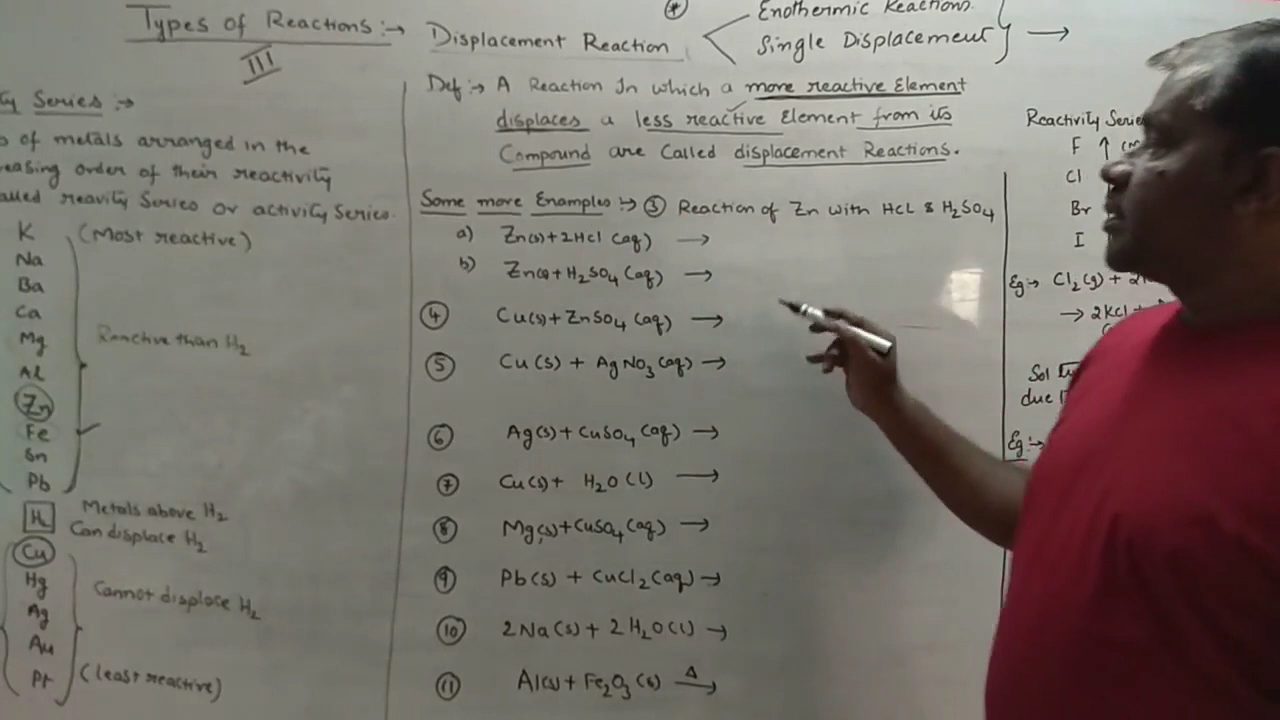 Types of Reactions :→ Displacement Reaction
III
Exothermic Reactions.
Single Displacement →
Series :→
of metals arranged in the
order of their reactivity
reavity Series or activity Series.
K (Most reactive)
Na
Ba
Ca
Mg Reactive than H₂
Al
Zn
Fe
Sn
Pb
H Metals above H₂
Can displace H₂
Cu
Hg Cannot displace H₂
Ag
Au
Pt (least reactive)
Def :→ A Reaction In which a more reactive Element
displaces a less reactive Element from its
Compound are Called displacement Reactions.
Some more Examples :→ ③ Reaction of Zn with HCL & H₂SO₄
a) Zn(s)+2HCl (aq) →
b) Zn(s)+H₂SO₄(aq) →
④ Cu(s)+ZnSO₄(aq) →
⑤ Cu(s) + AgNO₃(aq) →
⑥ Ag(s)+CuSO₄(aq) →
⑦ Cu(s)+ H₂O(l) →
⑧ Mg(s)+CuSO₄(aq) →
⑨ Pb(s) + CuCl₂(aq) →
⑩ 2Na(s)+ 2H₂O(l) →
⑪ Al(s)+Fe₂O₃(s) Δ→
Reactivity
F ↑
Cl
Br
I
Eg:→ Cl₂(g) +
→ 2KCl +
Sol
due
Eg:→